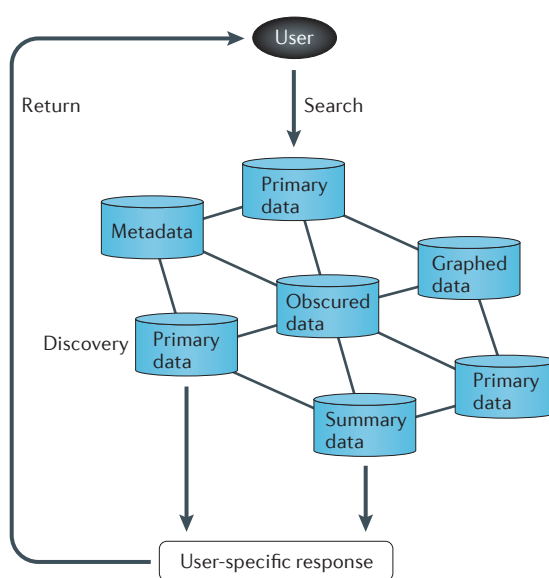 User
Return
Search
Primary
data
Metadata
Graphed
data
Obscured
data
Discovery
Primary
data
Primary
data
Summary
data
User-specific response